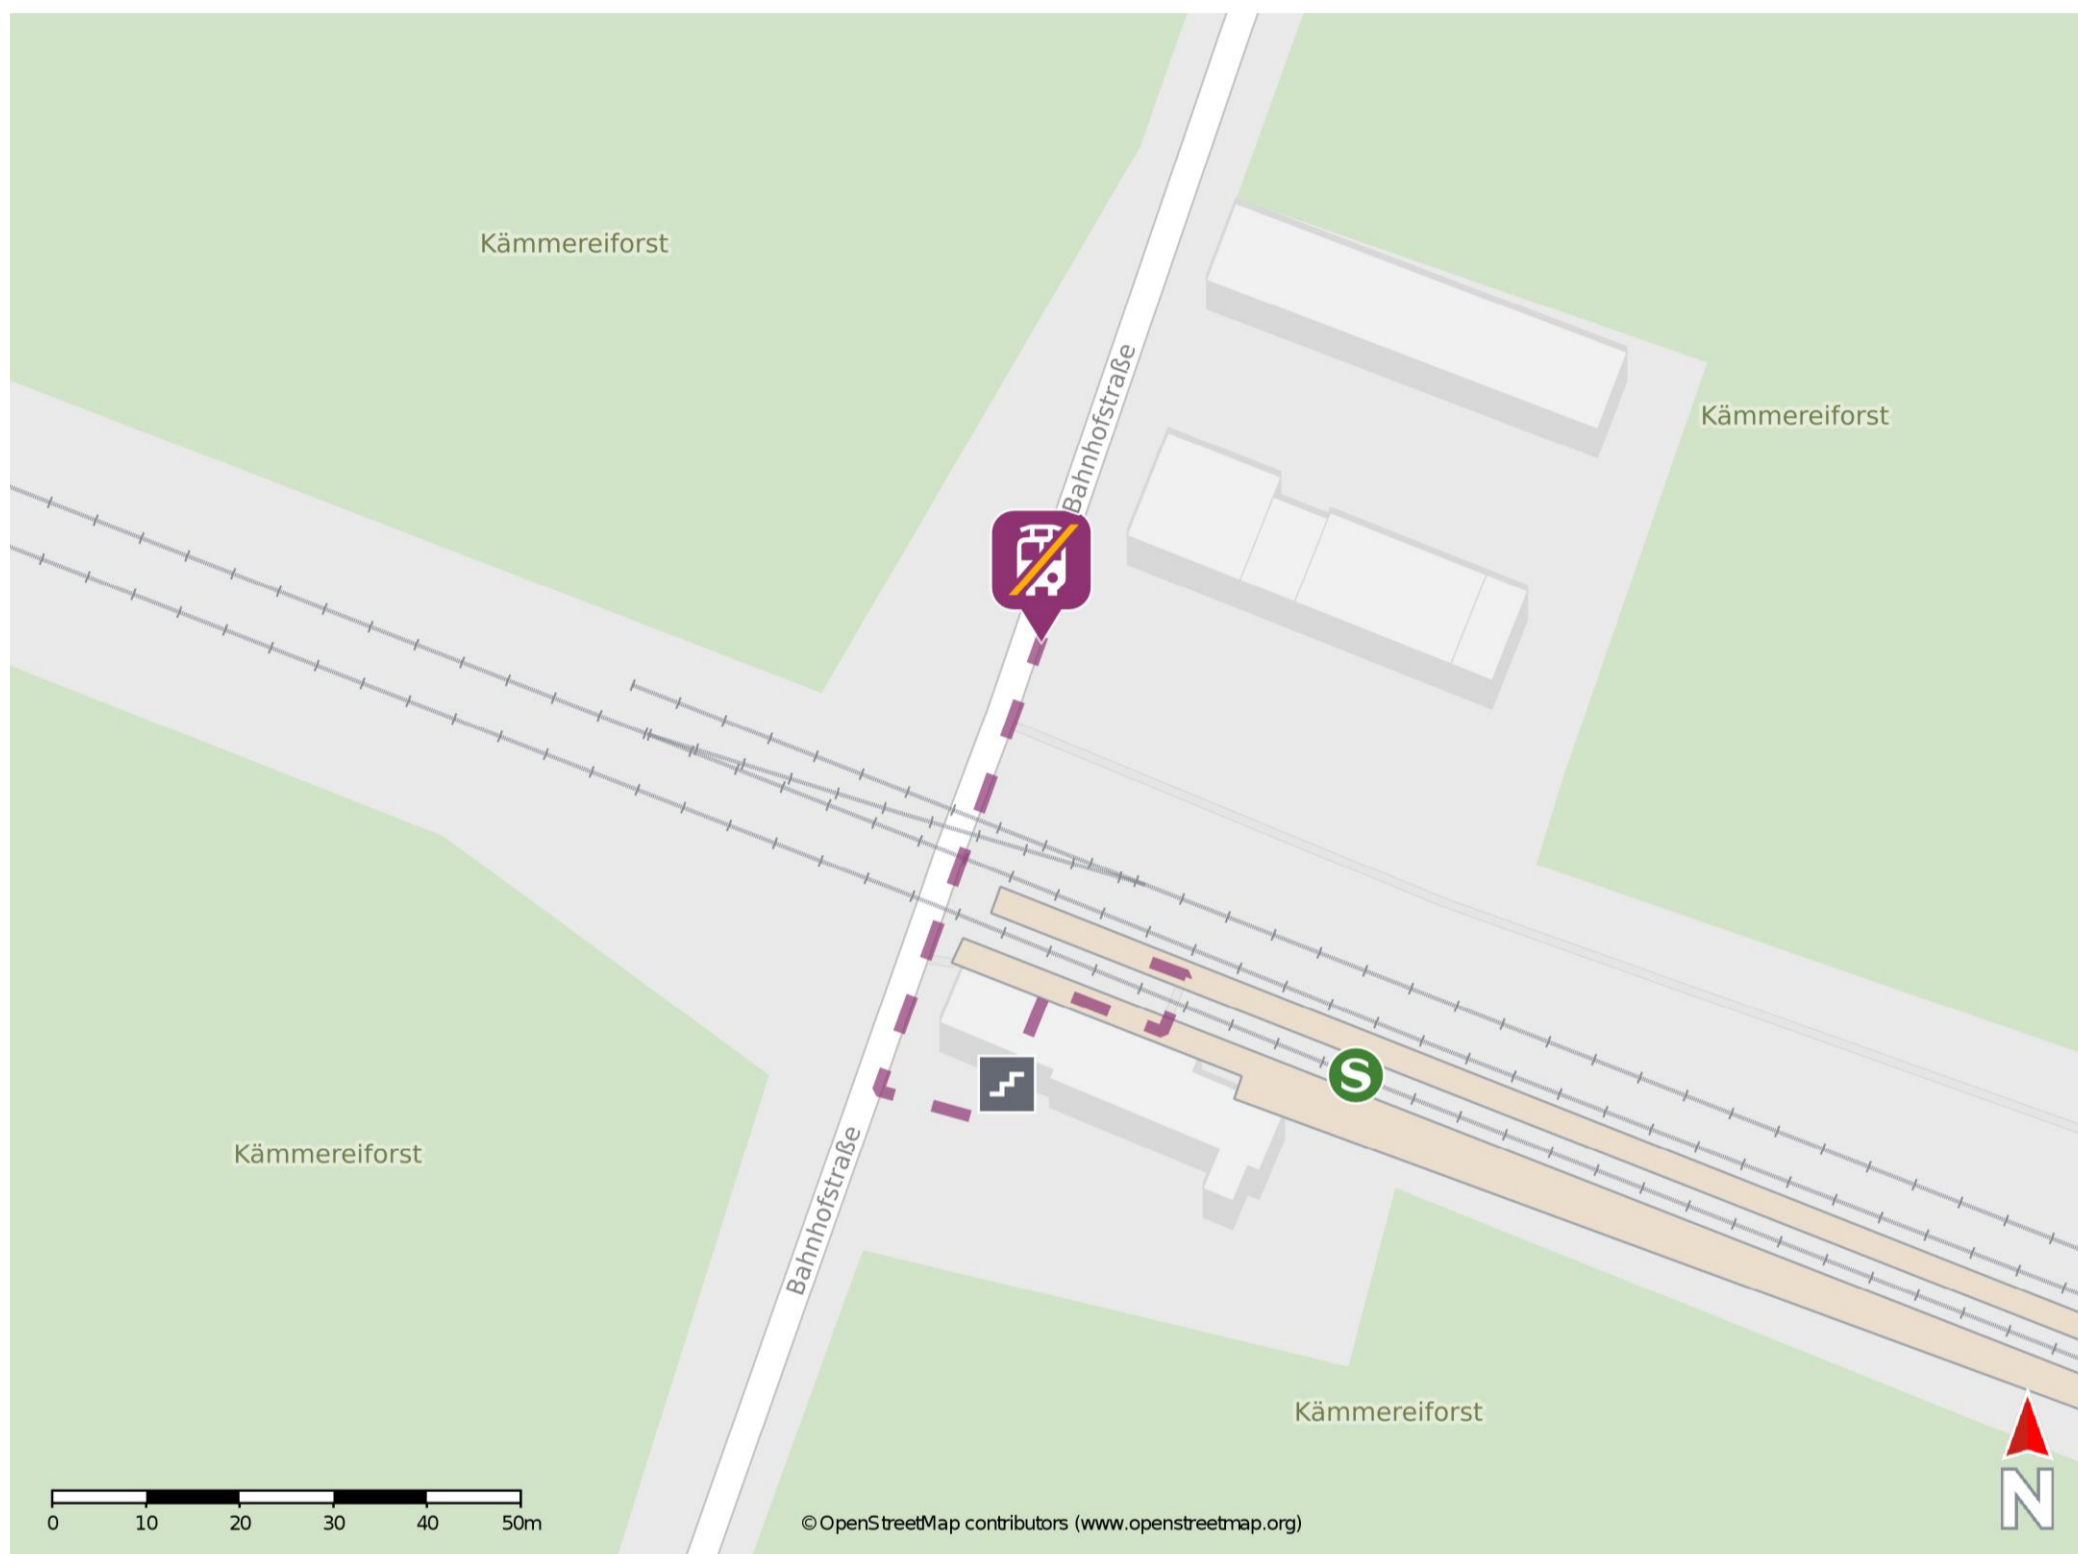 Kämmereiforst
Bahnhofstraße
Kämmereiforst
S
Kämmereiforst
Bahnhofstraße
Kämmereiforst
N
0 10 20 30 40 50m
© OpenStreetMap contributors (www.openstreetmap.org)